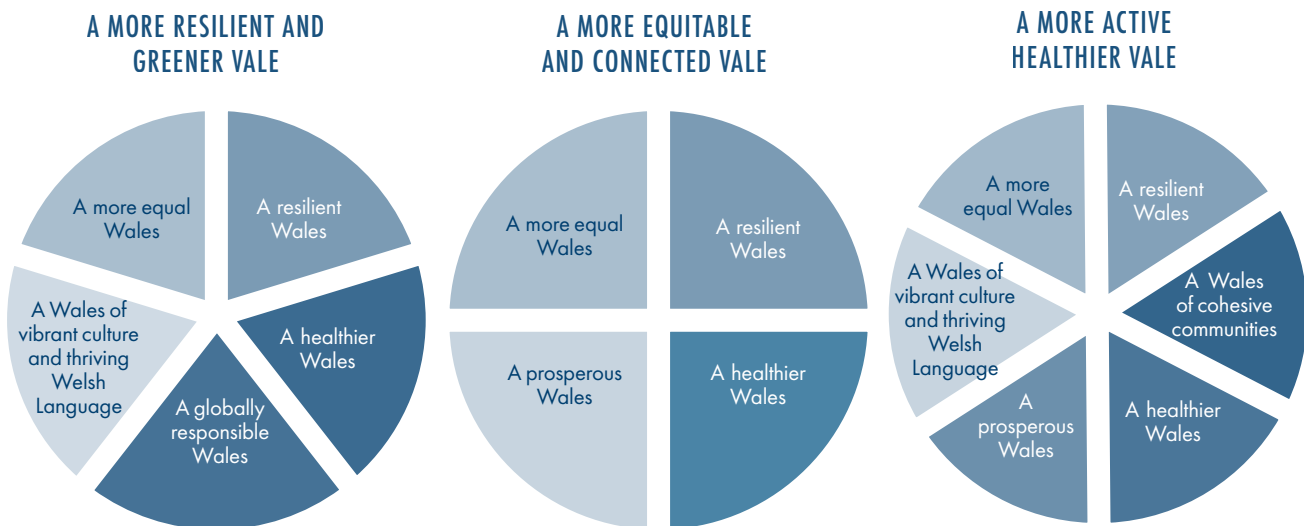 A MORE RESILIENT AND
GREENER VALE
A more equal
Wales
A resilient
Wales
A Wales of
vibrant culture
and thriving
Welsh
Language
A healthier
Wales
A globally
responsible
Wales
A MORE EQUITABLE
AND CONNECTED VALE
A more equal
Wales
A resilient
Wales
A prosperous
Wales
A healthier
Wales
A MORE ACTIVE
HEALTHIER VALE
A more
equal Wales
A resilient
Wales
A Wales of
vibrant culture
and thriving
Welsh
Language
A Wales
of cohesive
communities
A
prosperous
Wales
A healthier
Wales